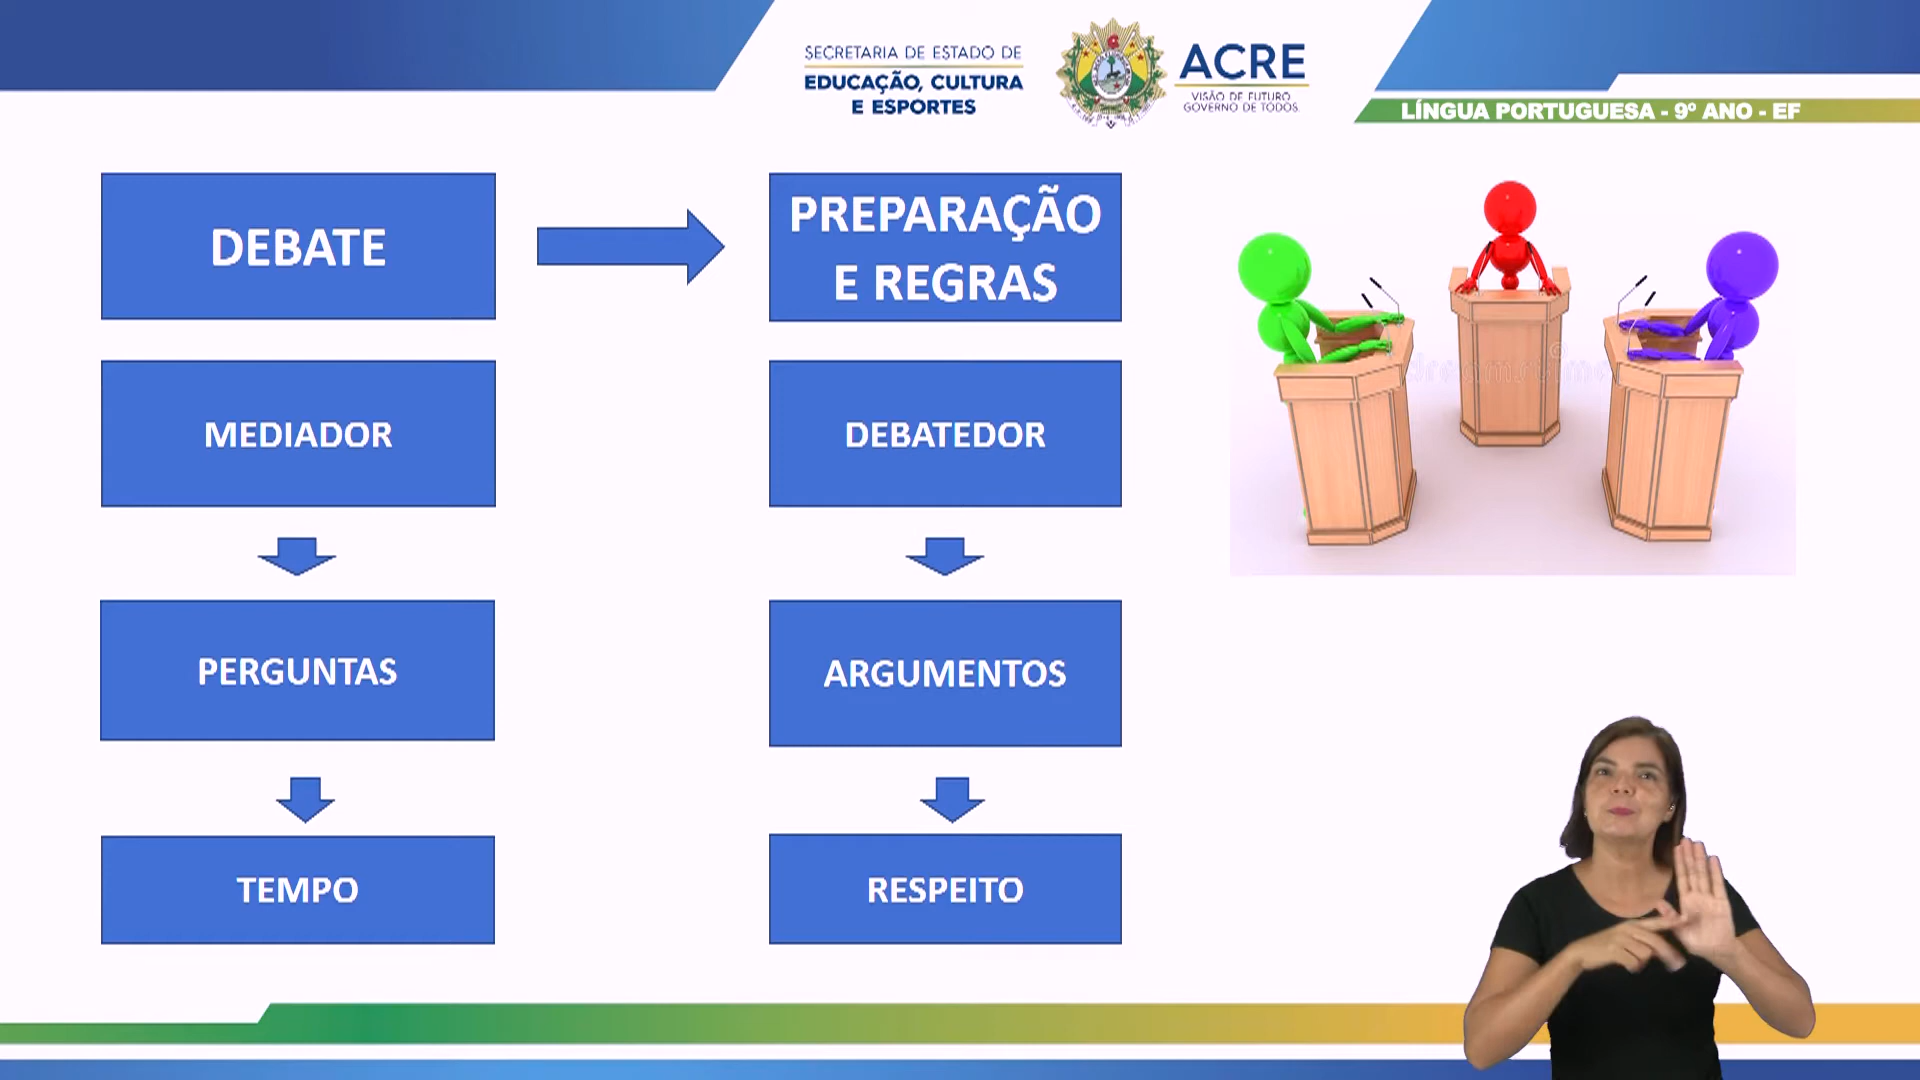 SECRETARIA DE ESTADO DE
EDUCAÇÃO, CULTURA
E ESPORTES
ACRE
VISÃO DE FUTURO
GOVERNO DE TODOS.
LÍNGUA PORTUGUESA - 9º ANO - EF
DEBATE
PREPARAÇÃO
E REGRAS
MEDIADOR
DEBATEDOR
PERGUNTAS
ARGUMENTOS
TEMPO
RESPEITO